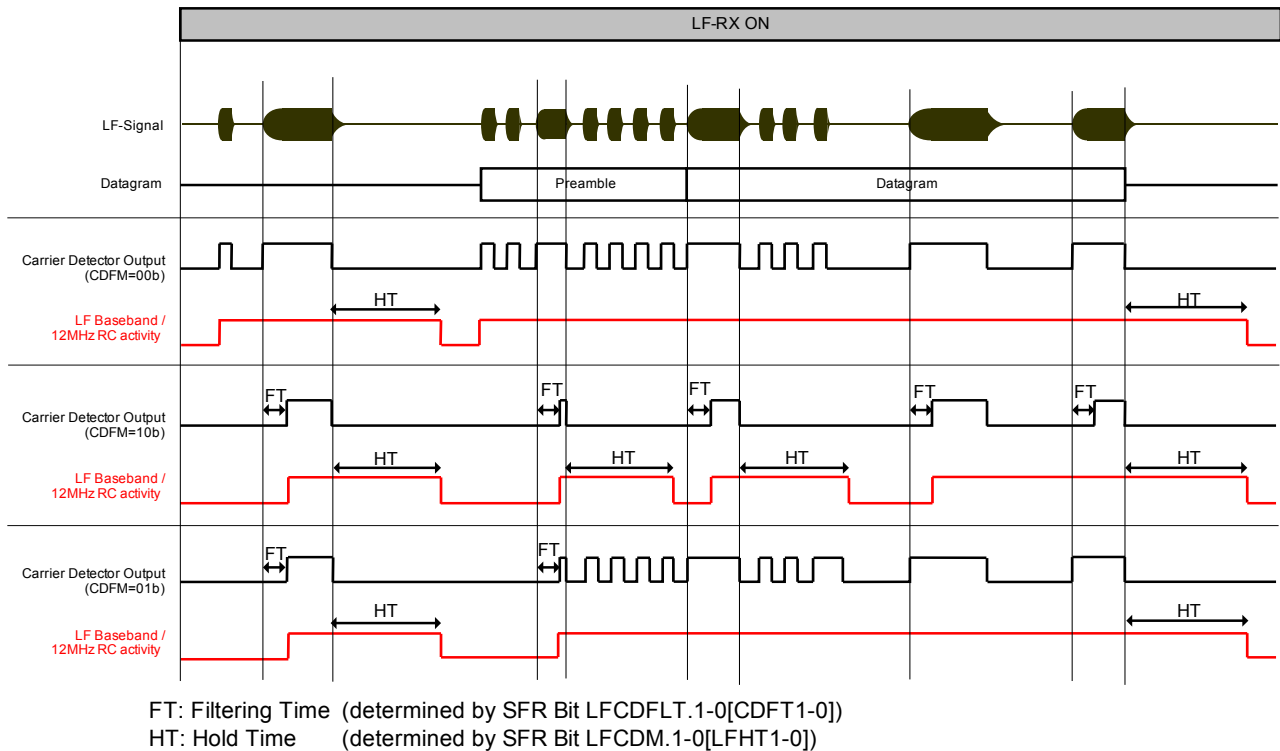 LF-RX ON
LF-Signal
Datagram
Preamble
Datagram
Carrier Detector Output
(CDFM=00b)
HT
HT
LF Baseband /
12MHz RC activity
FT
FT
FT
FT
FT
Carrier Detector Output
(CDFM=10b)
HT
HT
HT
HT
LF Baseband /
12MHz RC activity
FT
FT
Carrier Detector Output
(CDFM=01b)
HT
HT
LF Baseband /
12MHz RC activity
FT: Filtering Time (determined by SFR Bit LFCDFLT.1-0[CDFT1-0])
HT: Hold Time (determined by SFR Bit LFCDM.1-0[LFHT1-0])